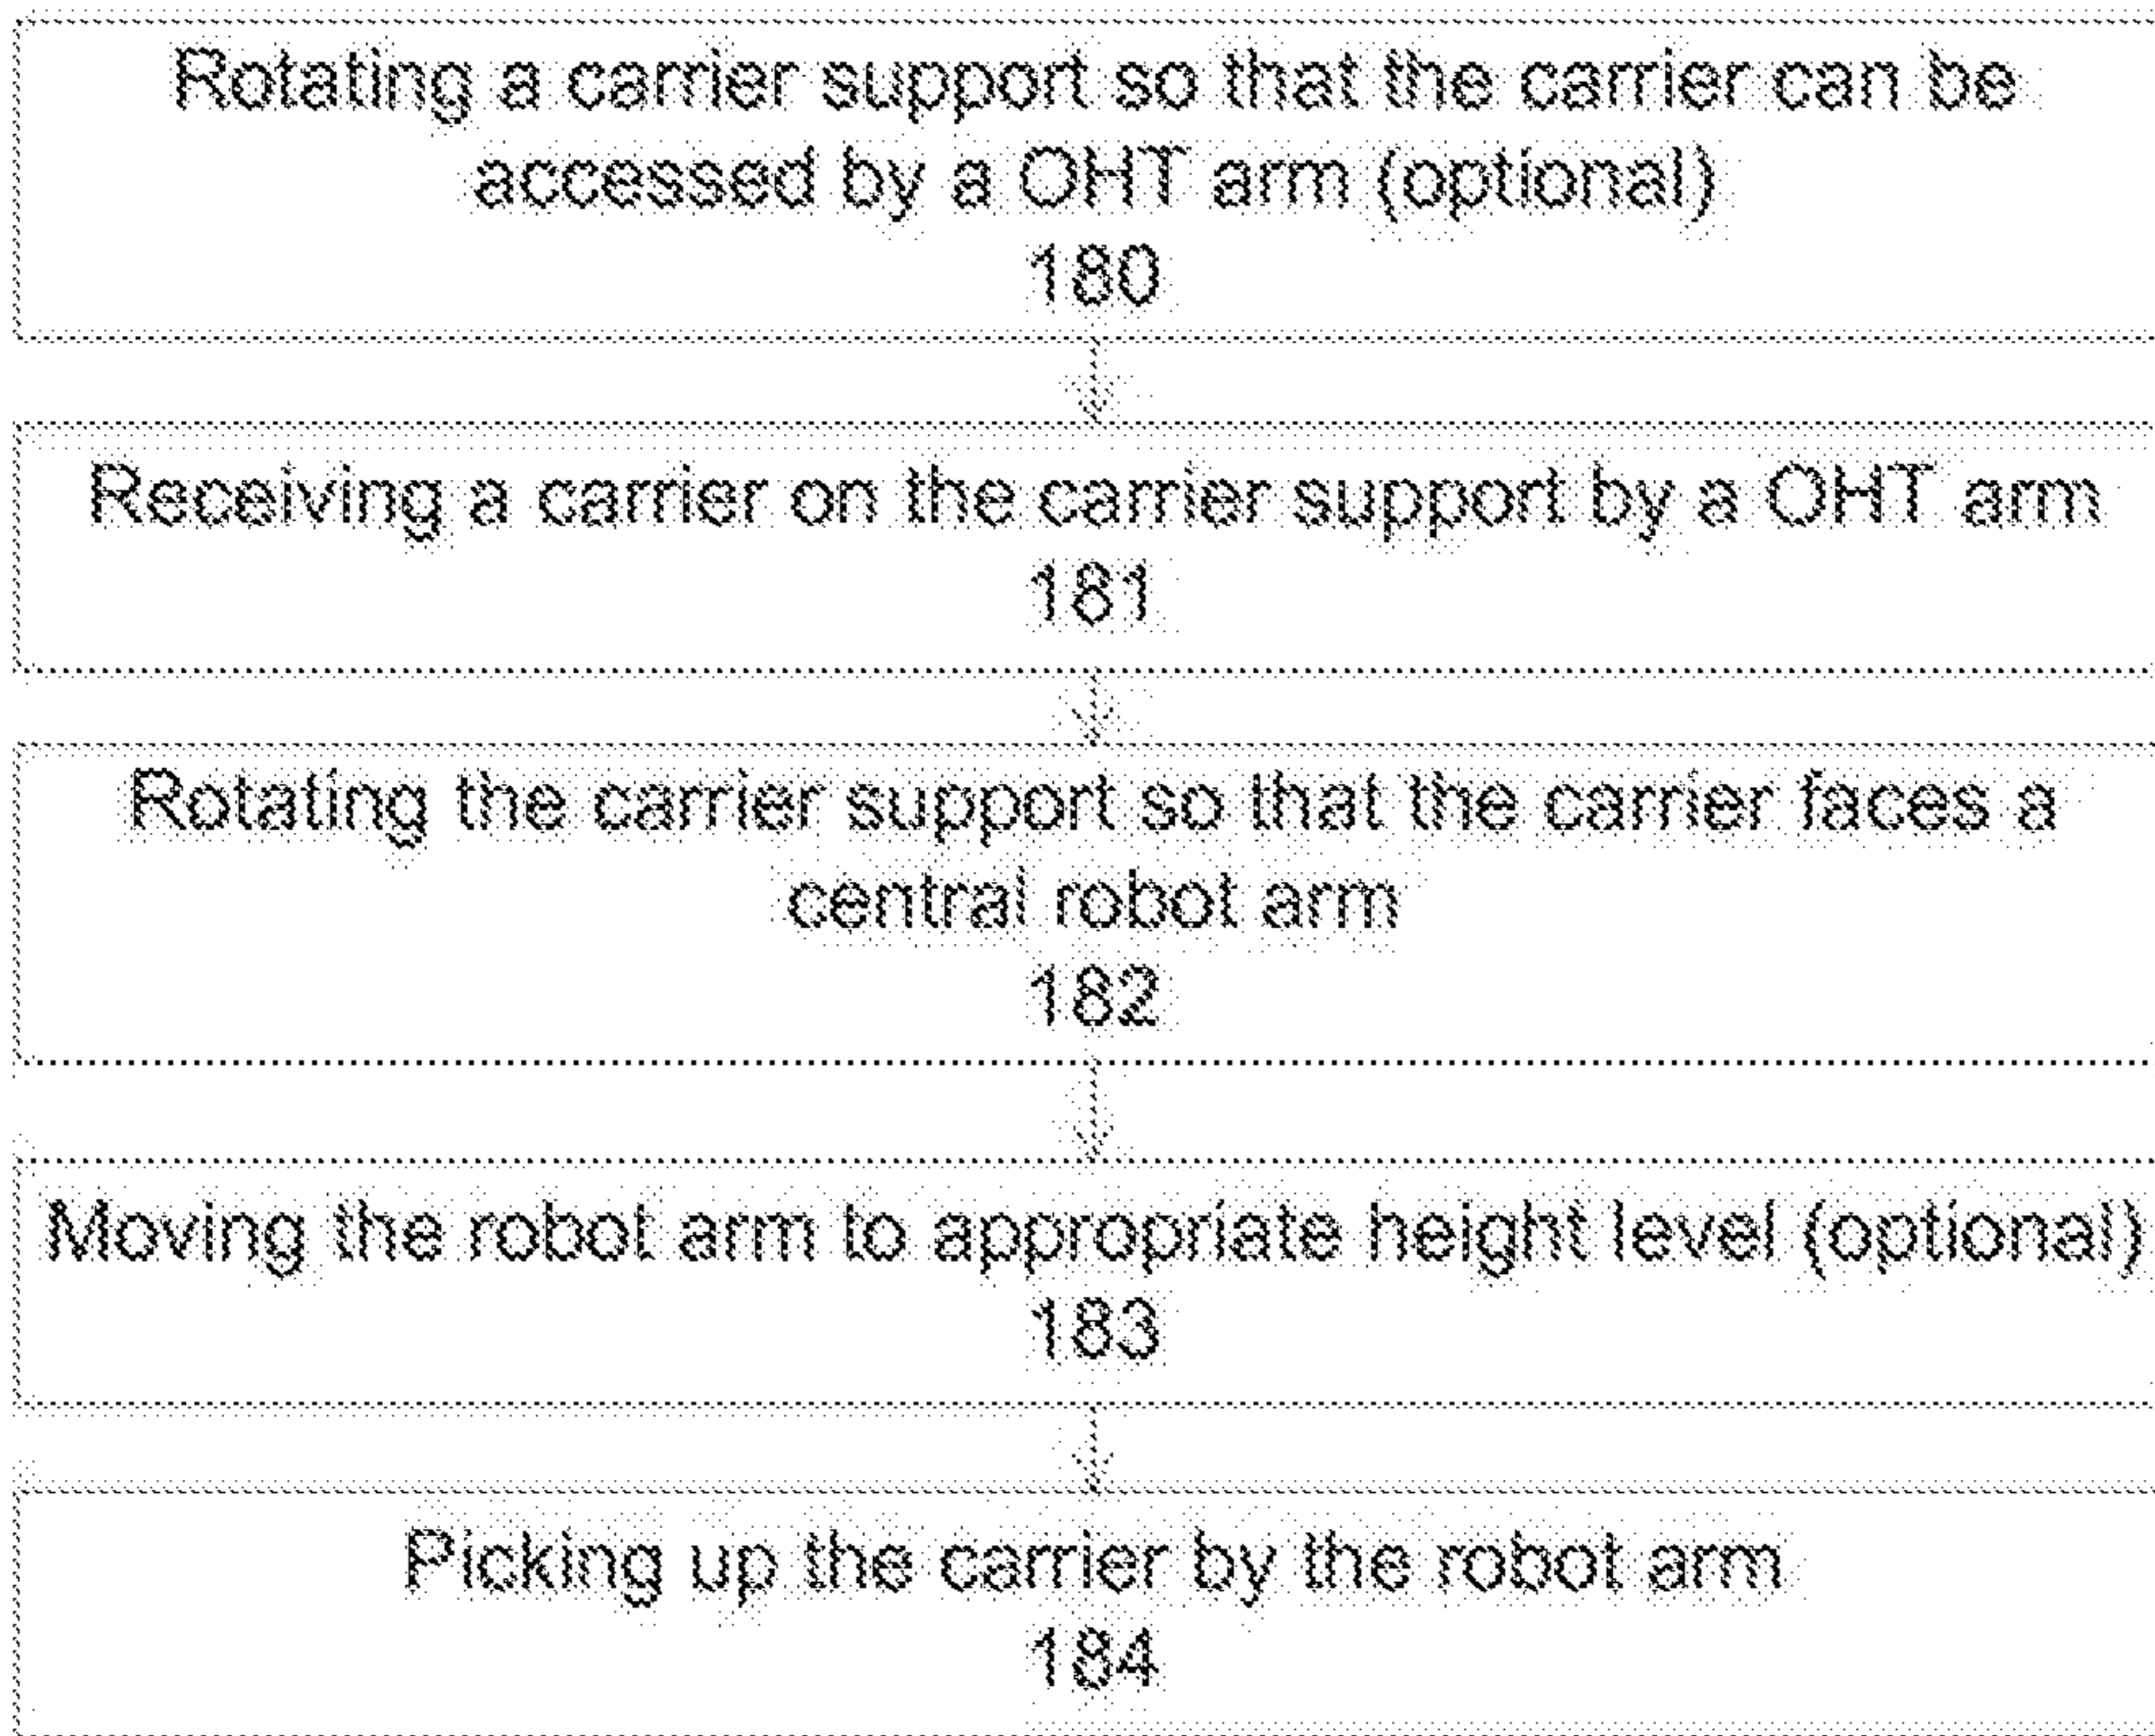 Rotating a carrier support so that the carrier can be
accessed by a OHT arm (optional)
180
Receiving a carrier on the carrier support by a OHT arm
181
Rotating the carrier support so that the carrier faces a
central robot arm
182
Moving the robot arm to appropriate height level (optional)
183
Picking up the carrier by the robot arm
184